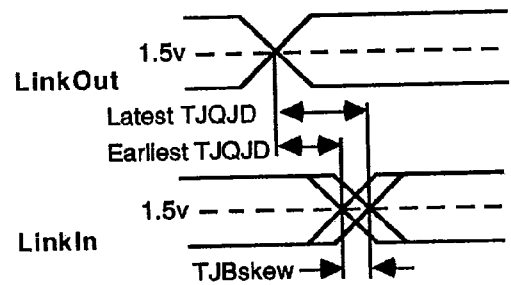 1.5v
LinkOut
Latest TJQJD
Earliest TJQJD
1.5v
LinkIn
TJBskew